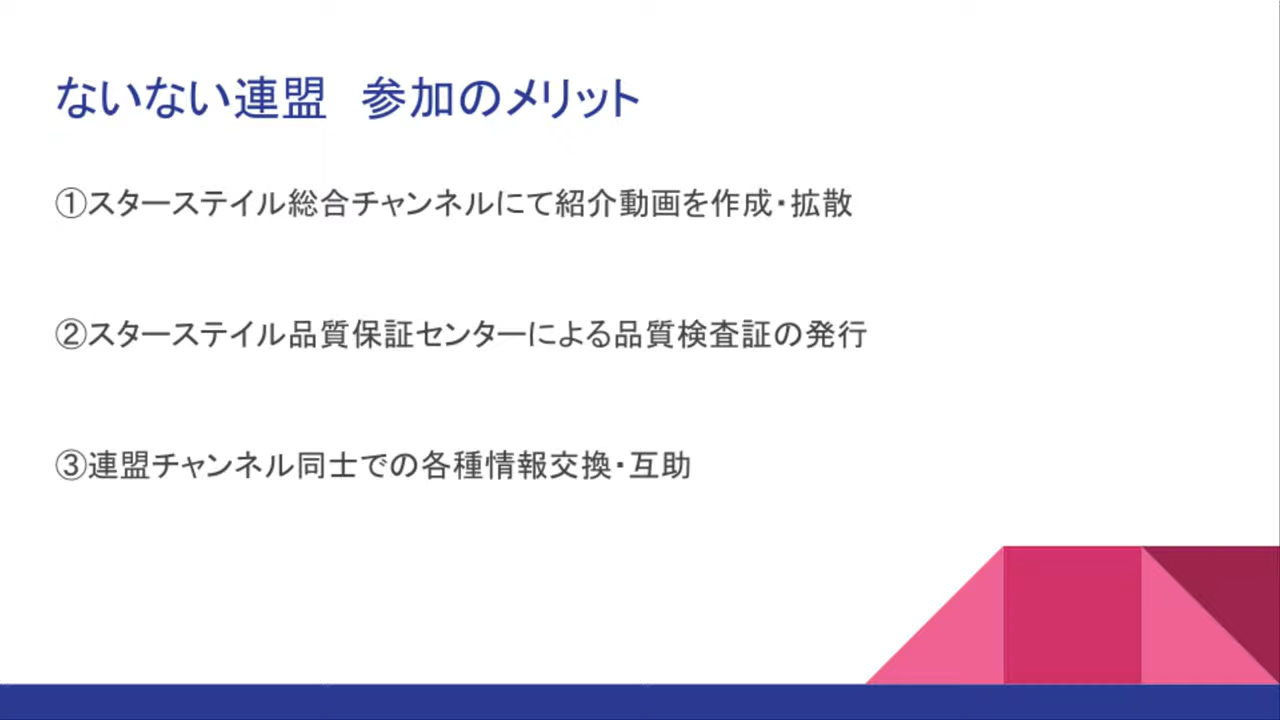 ないない連盟　参加のメリット
①スターステイル総合チャンネルにて紹介動画を作成・拡散
②スターステイル品質保証センターによる品質検査証の発行
③連盟チャンネル同士での各種情報交換・互助